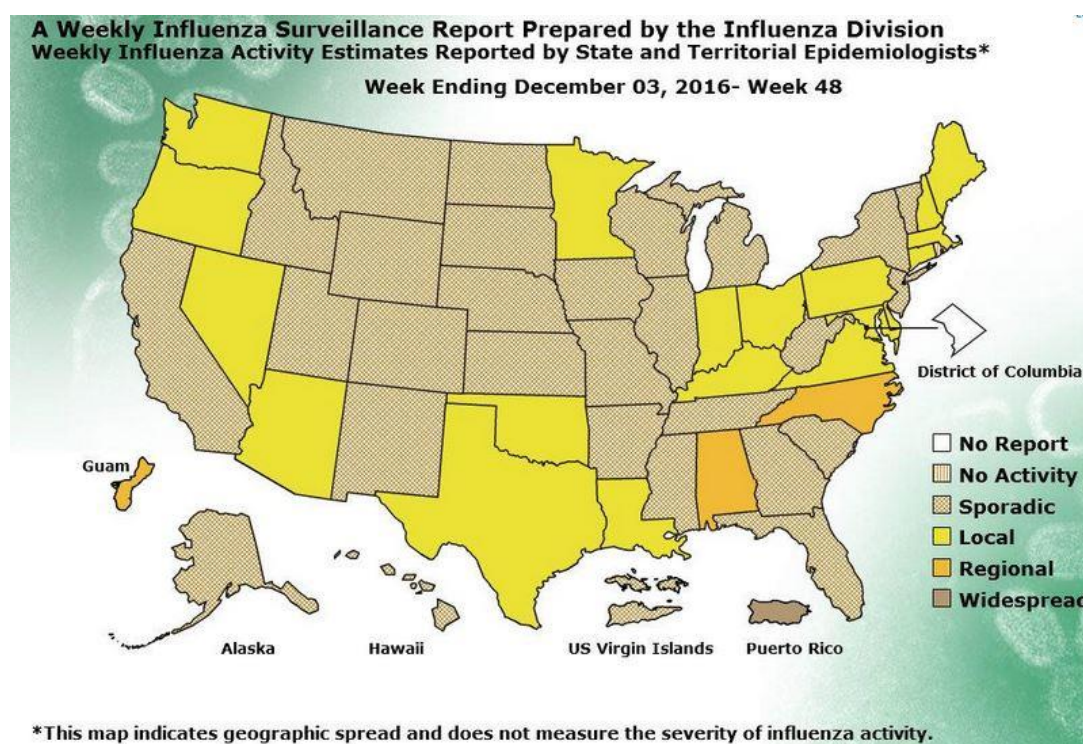 A Weekly Influenza Surveillance Report Prepared by the Influenza Division
Weekly Influenza Activity Estimates Reported by State and Territorial Epidemiologists*
Week Ending December 03, 2016- Week 48
District of Columbia
Guam
No Report
No Activity
Sporadic
Local
Regional
Widespread
Alaska
Hawaii
US Virgin Islands
Puerto Rico
*This map indicates geographic spread and does not measure the severity of influenza activity.